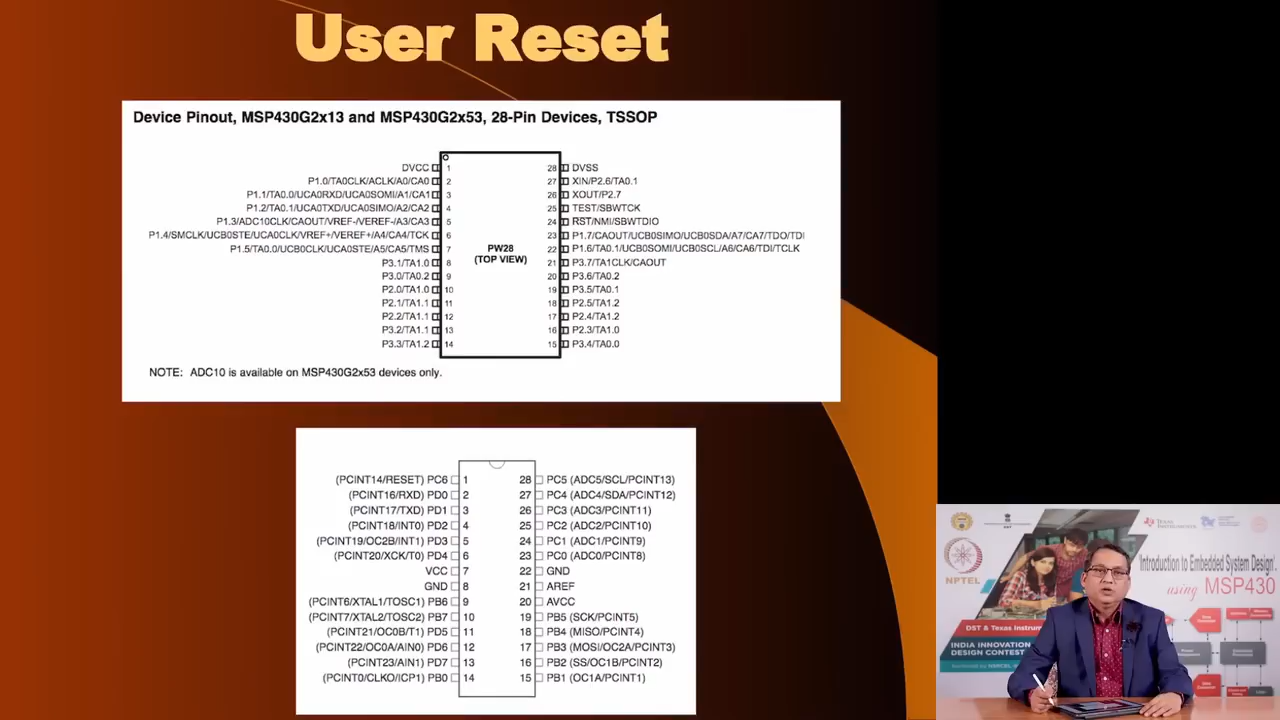 User Reset
Device Pinout, MSP430G2x13 and MSP430G2x53, 28-Pin Devices, TSSOP
DVCC 1 28 DVSS
P1.0/TA0CLK/ACLK/A0/CA0 2 27 XIN/P2.6/TA0.1
P1.1/TA0.0/UCA0RXD/UCA0SOMI/A1/CA1 3 26 XOUT/P2.7
P1.2/TA0.1/UCA0TXD/UCA0SIMO/A2/CA2 4 25 TEST/SBWTCK
P1.3/ADC10CLK/CAOUT/VREF-/VEREF-/A3/CA3 5 24 RST/NMI/SBWTDIO
P1.4/SMCLK/UCB0STE/UCA0CLK/VREF+/VEREF+/A4/CA4/TCK 6 23 P1.7/CAOUT/UCB0SIMO/UCB0SDA/A7/CA7/TDO/TDI
P1.5/TA0.0/UCB0CLK/UCA0STE/A5/CA5/TMS 7 22 P1.6/TA0.1/UCB0SOMI/UCB0SCL/A6/CA6/TDI/TCLK
P3.1/TA1.0 8 21 P3.7/TA1CLK/CAOUT
P3.0/TA0.2 9 20 P3.6/TA0.2
P2.0/TA1.0 10 19 P3.5/TA0.1
P2.1/TA1.1 11 18 P2.5/TA1.2
P2.2/TA1.1 12 17 P2.4/TA1.2
P3.2/TA1.1 13 16 P2.3/TA1.0
P3.3/TA1.2 14 15 P3.4/TA0.0
PW28
(TOP VIEW)
NOTE: ADC10 is available on MSP430G2x53 devices only.
(PCINT14/RESET) PC6 1 28 PC5 (ADC5/SCL/PCINT13)
(PCINT16/RXD) PD0 2 27 PC4 (ADC4/SDA/PCINT12)
(PCINT17/TXD) PD1 3 26 PC3 (ADC3/PCINT11)
(PCINT18/INT0) PD2 4 25 PC2 (ADC2/PCINT10)
(PCINT19/OC2B/INT1) PD3 5 24 PC1 (ADC1/PCINT9)
(PCINT20/XCK/T0) PD4 6 23 PC0 (ADC0/PCINT8)
VCC 7 22 GND
GND 8 21 AREF
(PCINT6/XTAL1/TOSC1) PB6 9 20 AVCC
(PCINT7/XTAL2/TOSC2) PB7 10 19 PB5 (SCK/PCINT5)
(PCINT21/OC0B/T1) PD5 11 18 PB4 (MISO/PCINT4)
(PCINT22/OC0A/AIN0) PD6 12 17 PB3 (MOSI/OC2A/PCINT3)
(PCINT23/AIN1) PD7 13 16 PB2 (SS/OC1B/PCINT2)
(PCINT0/CLKO/ICP1) PB0 14 15 PB1 (OC1A/PCINT1)
TEXAS INSTRUMENTS
NPTEL
'Introduction to Embedded System Design'
using MSP430
DST & Texas Instrum
INDIA INNOVATION
DESIGN CONTEST